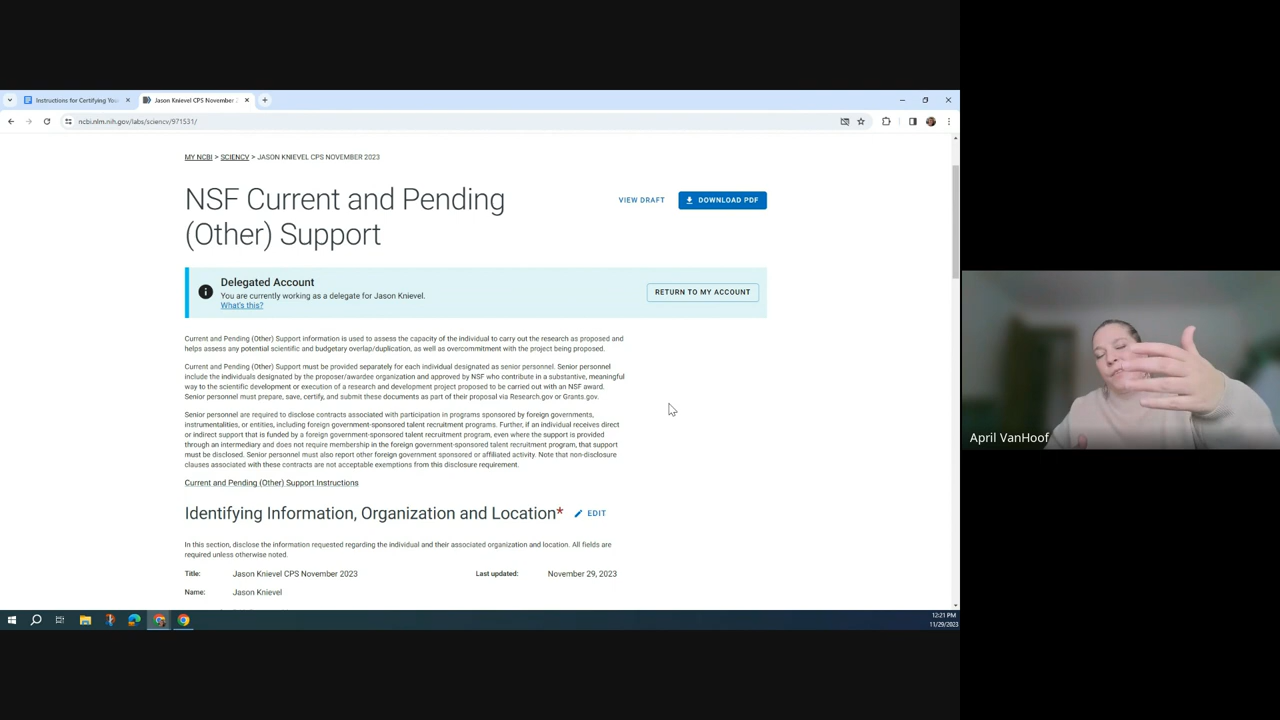 Instructions for Certifying You
Jason Knievel CPS November
ncbi.nlm.nih.gov/labs/sciencv/971531/
MY NCBI > SCIENCV > JASON KNIEVEL CPS NOVEMBER 2023
NSF Current and Pending
(Other) Support
VIEW DRAFT
DOWNLOAD PDF
Delegated Account
You are currently working as a delegate for Jason Knievel.
What's this?
RETURN TO MY ACCOUNT
Current and Pending (Other) Support information is used to assess the capacity of the individual to carry out the research as proposed and
helps assess any potential scientific and budgetary overlap/duplication, as well as overcommitment with the project being proposed.
Current and Pending (Other) Support must be provided separately for each individual designated as senior personnel. Senior personnel
include the individuals designated by the proposer/awardee organization and approved by NSF who contribute in a substantive, meaningful
way to the scientific development or execution of a research and development project proposed to be carried out with an NSF award.
Senior personnel must prepare, save, certify, and submit these documents as part of their proposal via Research.gov or Grants.gov.
Senior personnel are required to disclose contracts associated with participation in programs sponsored by foreign governments,
instrumentalities, or entities, including foreign government-sponsored talent recruitment programs. Further, if an individual receives direct
or indirect support that is funded by a foreign government-sponsored talent recruitment program, even where the support is provided
through an intermediary and does not require membership in the foreign government-sponsored talent recruitment program, that support
must be disclosed. Senior personnel must also report other foreign government sponsored or affiliated activity. Note that non-disclosure
clauses associated with these contracts are not acceptable exemptions from this disclosure requirement.
Current and Pending (Other) Support Instructions
Identifying Information, Organization and Location*
EDIT
In this section, disclose the information requested regarding the individual and their associated organization and location. All fields are
required unless otherwise noted.
Title: Jason Knievel CPS November 2023
Last updated: November 29, 2023
Name: Jason Knievel
12:21 PM
11/29/2023
April VanHoof